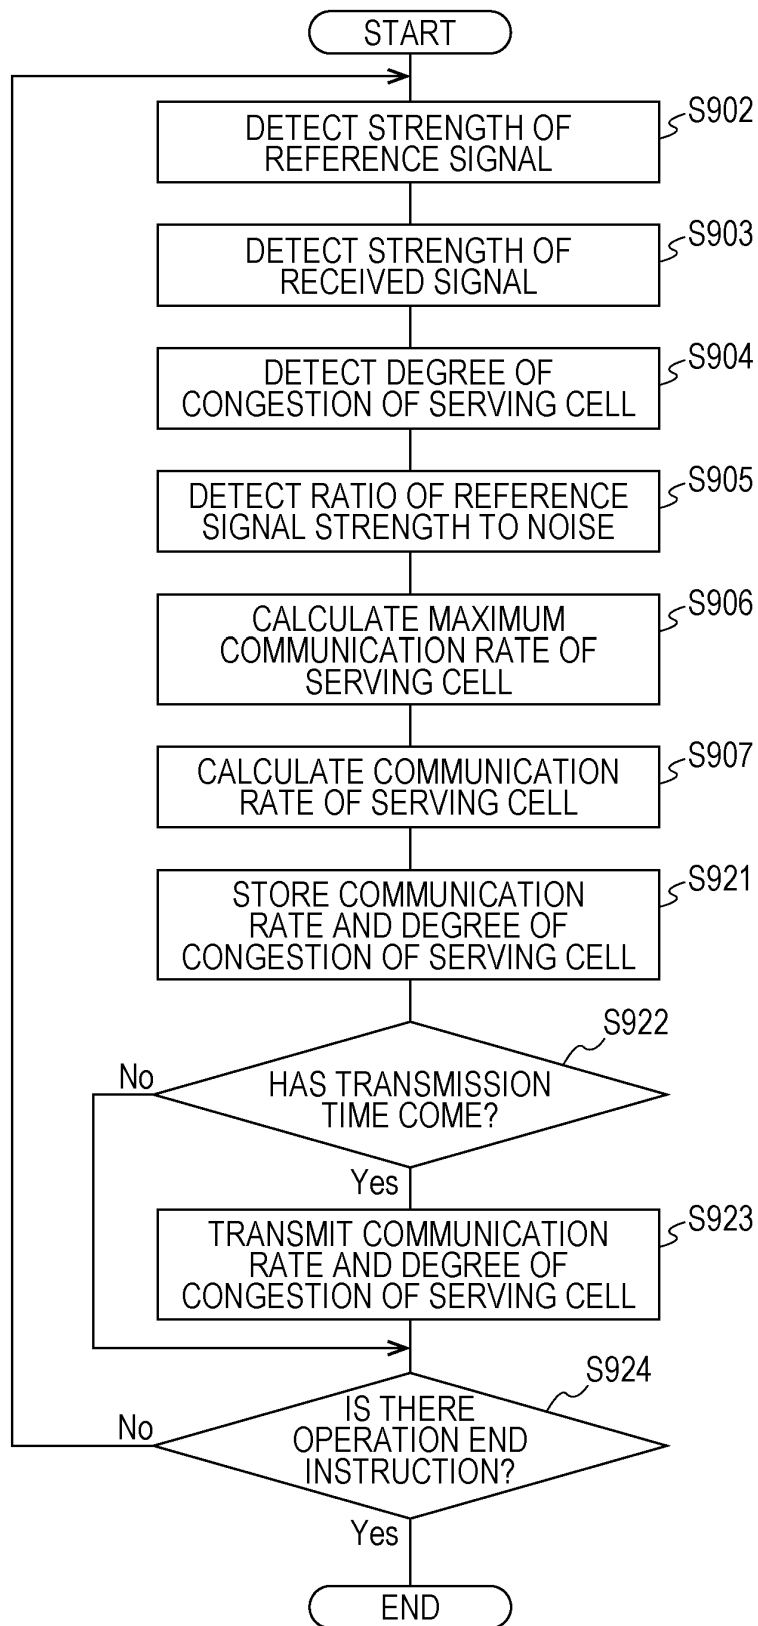 START
DETECT STRENGTH OF
REFERENCE SIGNAL
S902
DETECT STRENGTH OF
RECEIVED SIGNAL
S903
DETECT DEGREE OF
CONGESTION OF SERVING CELL
S904
DETECT RATIO OF REFERENCE
SIGNAL STRENGTH TO NOISE
S905
CALCULATE MAXIMUM
COMMUNICATION RATE OF
SERVING CELL
S906
CALCULATE COMMUNICATION
RATE OF SERVING CELL
S907
STORE COMMUNICATION
RATE AND DEGREE OF
CONGESTION OF SERVING CELL
S921
HAS TRANSMISSION
TIME COME?
S922
No
Yes
TRANSMIT COMMUNICATION
RATE AND DEGREE OF
CONGESTION OF SERVING CELL
S923
IS THERE
OPERATION END
INSTRUCTION?
S924
No
Yes
END